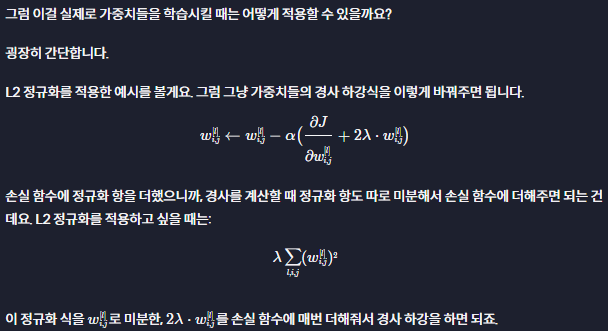 그럼 이걸 실제로 가중치들을 학습시킬 때는 어떻게 적용할 수 있을까요?
굉장히 간단합니다.
L2 정규화를 적용한 예시를 볼게요. 그럼 그냥 가중치들의 경사 하강식을 이렇게 바꿔주면 됩니다.
$w_{i,j}^{[l]} \leftarrow w_{i,j}^{[l]} - \alpha(\frac{\partial J}{\partial w_{i,j}^{[l]}} + 2\lambda \cdot w_{i,j}^{[l]})$
손실 함수에 정규화 항을 더했으니까, 경사를 계산할 때 정규화 항도 따로 미분해서 손실 함수에 더해주면 되는 건
데요. L2 정규화를 적용하고 싶을 때는:
$\lambda \sum_{l,i,j} (w_{i,j}^{[l]})^2$
이 정규화 식을 $w_{i,j}^{[l]}$로 미분한, $2\lambda \cdot w_{i,j}^{[l]}$를 손실 함수에 매번 더해줘서 경사 하강을 하면 되죠.